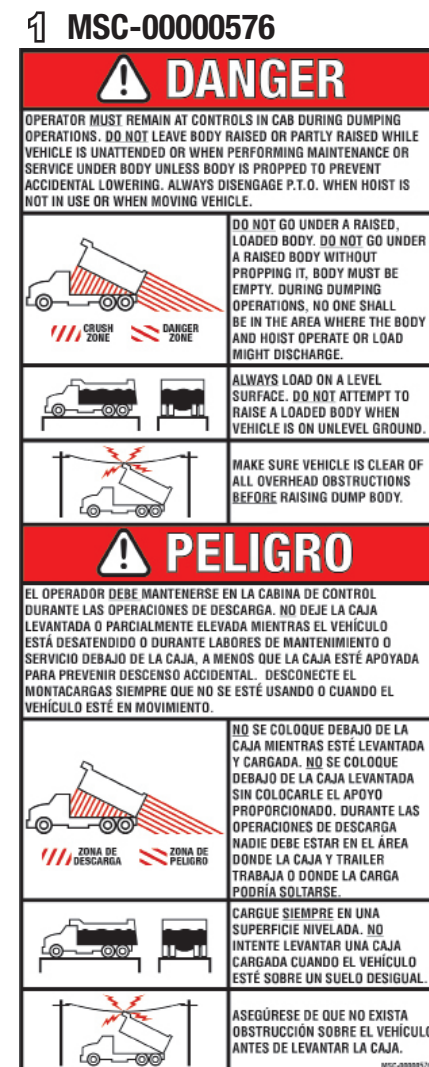 1 MSC-00000576
DANGER
OPERATOR MUST REMAIN AT CONTROLS IN CAB DURING DUMPING
OPERATIONS. DO NOT LEAVE BODY RAISED OR PARTLY RAISED WHILE
VEHICLE IS UNATTENDED OR WHEN PERFORMING MAINTENANCE OR
SERVICE UNDER BODY UNLESS BODY IS PROPPED TO PREVENT
ACCIDENTAL LOWERING. ALWAYS DISENGAGE P.T.O. WHEN HOIST IS
NOT IN USE OR WHEN MOVING VEHICLE.
CRUSH
ZONE
DANGER
ZONE
DO NOT GO UNDER A RAISED,
LOADED BODY. DO NOT GO UNDER
A RAISED BODY WITHOUT
PROPPING IT, BODY MUST BE
EMPTY. DURING DUMPING
OPERATIONS, NO ONE SHALL
BE IN THE AREA WHERE THE BODY
AND HOIST OPERATE OR LOAD
MIGHT DISCHARGE.
ALWAYS LOAD ON A LEVEL
SURFACE. DO NOT ATTEMPT TO
RAISE A LOADED BODY WHEN
VEHICLE IS ON UNLEVEL GROUND.
MAKE SURE VEHICLE IS CLEAR OF
ALL OVERHEAD OBSTRUCTIONS
BEFORE RAISING DUMP BODY.
PELIGRO
EL OPERADOR DEBE MANTENERSE EN LA CABINA DE CONTROL
DURANTE LAS OPERACIONES DE DESCARGA. NO DEJE LA CAJA
LEVANTADA O PARCIALMENTE ELEVADA MIENTRAS EL VEHÍCULO
ESTÁ DESATENDIDO O DURANTE LABORES DE MANTENIMIENTO O
SERVICIO DEBAJO DE LA CAJA, A MENOS QUE LA CAJA ESTÉ APOYADA
PARA PREVENIR DESCENSO ACCIDENTAL. DESCONECTE EL
MONTACARGAS SIEMPRE QUE NO SE ESTÉ USANDO O CUANDO EL
VEHÍCULO ESTÉ EN MOVIMIENTO.
ZONA DE
DESCARGA
ZONA DE
PELIGRO
NO SE COLOQUE DEBAJO DE LA
CAJA MIENTRAS ESTÉ LEVANTADA
Y CARGADA. NO SE COLOQUE
DEBAJO DE LA CAJA LEVANTADA
SIN COLOCARLE EL APOYO
PROPORCIONADO. DURANTE LAS
OPERACIONES DE DESCARGA
NADIE DEBE ESTAR EN EL ÁREA
DONDE LA CAJA Y TRAILER
TRABAJA O DONDE LA CARGA
PODRÍA SOLTARSE.
CARGUE SIEMPRE EN UNA
SUPERFICIE NIVELADA. NO
INTENTE LEVANTAR UNA CAJA
CARGADA CUANDO EL VEHÍCULO
ESTÉ SOBRE UN SUELO DESIGUAL.
ASEGÚRESE DE QUE NO EXISTA
OBSTRUCCIÓN SOBRE EL VEHÍCULO
ANTES DE LEVANTAR LA CAJA.
MSC-00000576